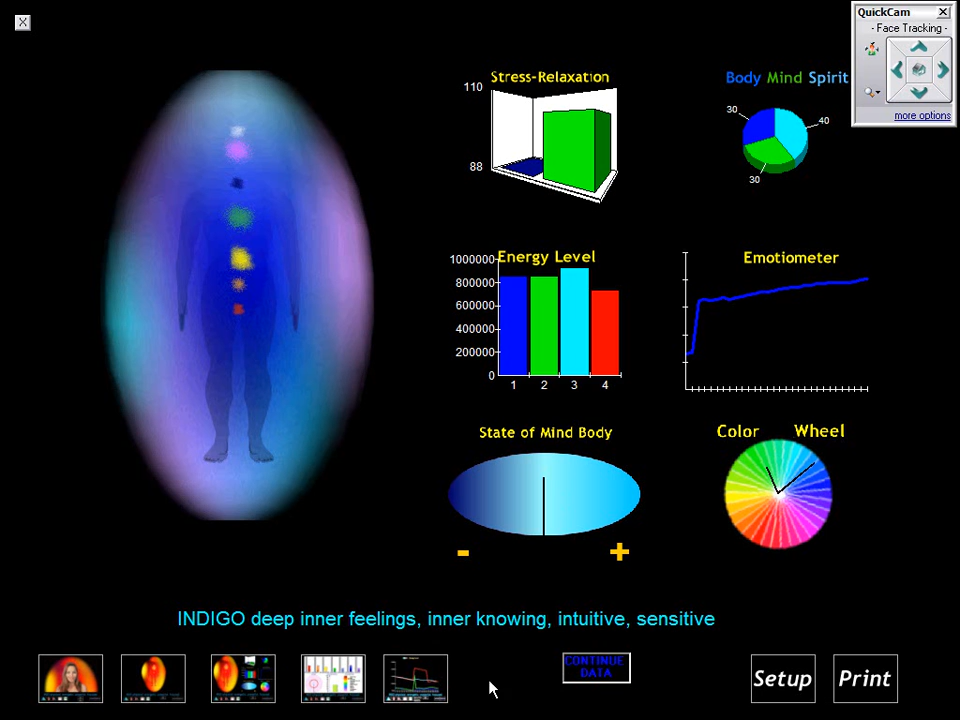 X
QuickCam X
- Face Tracking -
more options
Stress-Relaxation
110
88
Body Mind Spirit
30
40
30
Energy Level
1000000
800000
600000
400000
200000
0
1 2 3 4
Emotiometer
State of Mind Body
- +
Color Wheel
INDIGO deep inner feelings, inner knowing, intuitive, sensitive
CONTINUE
DATA
Setup
Print